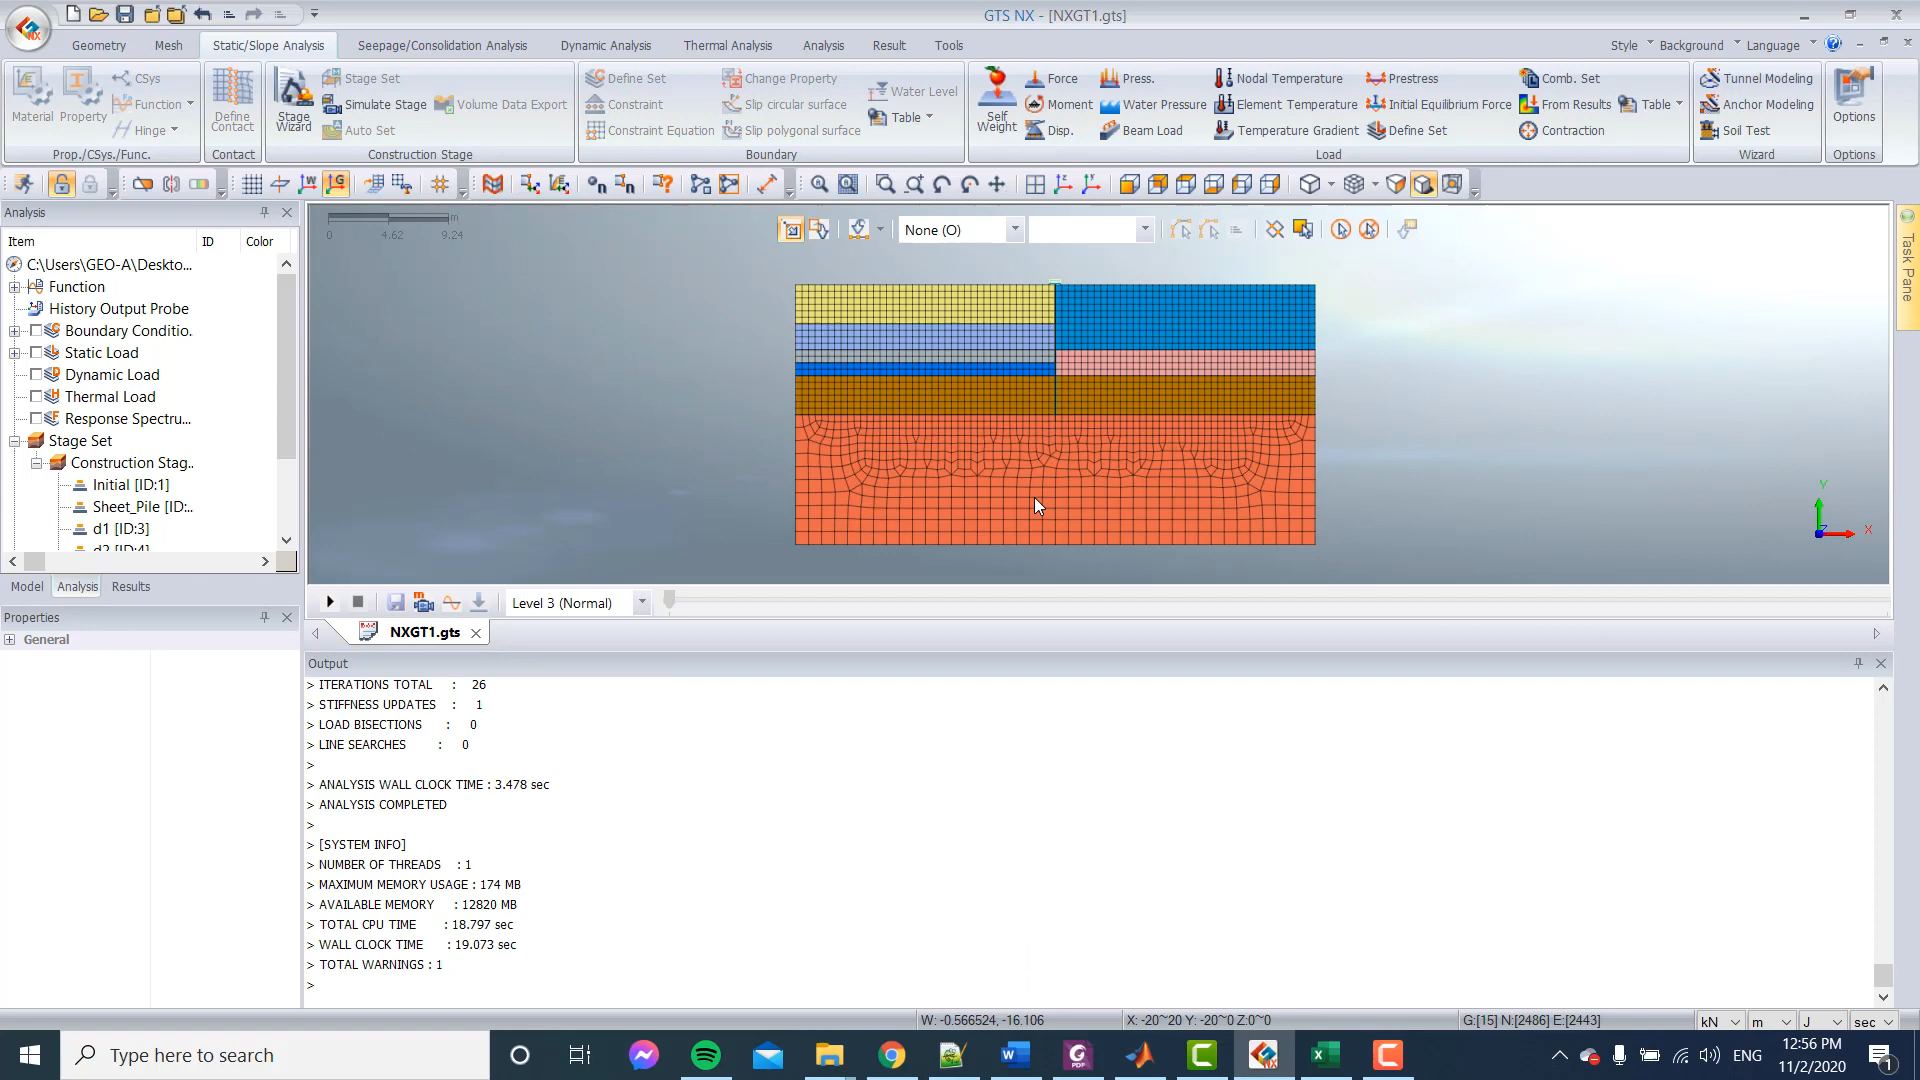 GTS NX - [NXGT1.gts]
Geometry Mesh Static/Slope Analysis Seepage/Consolidation Analysis Dynamic Analysis Thermal Analysis Analysis Result Tools Style Background Language
Material Property CSys Function Hinge
Prop./CSys./Func.
Define Contact
Contact
Stage Wizard Stage Set Simulate Stage Auto Set Volume Data Export
Construction Stage
Define Set Constraint Constraint Equation Change Property Slip circular surface Slip polygonal surface Water Level Table
Boundary
Self Weight Force Moment Disp. Press. Water Pressure Beam Load Nodal Temperature Element Temperature Temperature Gradient Prestress Initial Equilibrium Force Define Set Comb. Set From Results Contraction Table
Load
Tunnel Modeling Anchor Modeling Soil Test
Wizard
Options
Options
Analysis
Item ID Color
C:\Users\GEO-A\Deskto...
Function
History Output Probe
Boundary Conditio.
Static Load
Dynamic Load
Thermal Load
Response Spectru...
Stage Set
Construction Stag..
Initial [ID:1]
Sheet_Pile [ID:..
d1 [ID:3]
d2 [ID:4]
Model Analysis Results
Properties
General
m
0 4.62 9.24
None (O)
Y
X
Z
Task Pane
Level 3 (Normal)
NXGT1.gts
Output
> ITERATIONS TOTAL : 26
> STIFFNESS UPDATES : 1
> LOAD BISECTIONS : 0
> LINE SEARCHES : 0
>
> ANALYSIS WALL CLOCK TIME : 3.478 sec
> ANALYSIS COMPLETED
>
> [SYSTEM INFO]
> NUMBER OF THREADS : 1
> MAXIMUM MEMORY USAGE : 174 MB
> AVAILABLE MEMORY : 12820 MB
> TOTAL CPU TIME : 18.797 sec
> WALL CLOCK TIME : 19.073 sec
> TOTAL WARNINGS : 1
>
W: -0.566524, -16.106 X: -20~20 Y: -20~0 Z:0~0 G:[15] N:[2486] E:[2443] kN m J sec
Type here to search
ENG
12:56 PM
11/2/2020
1